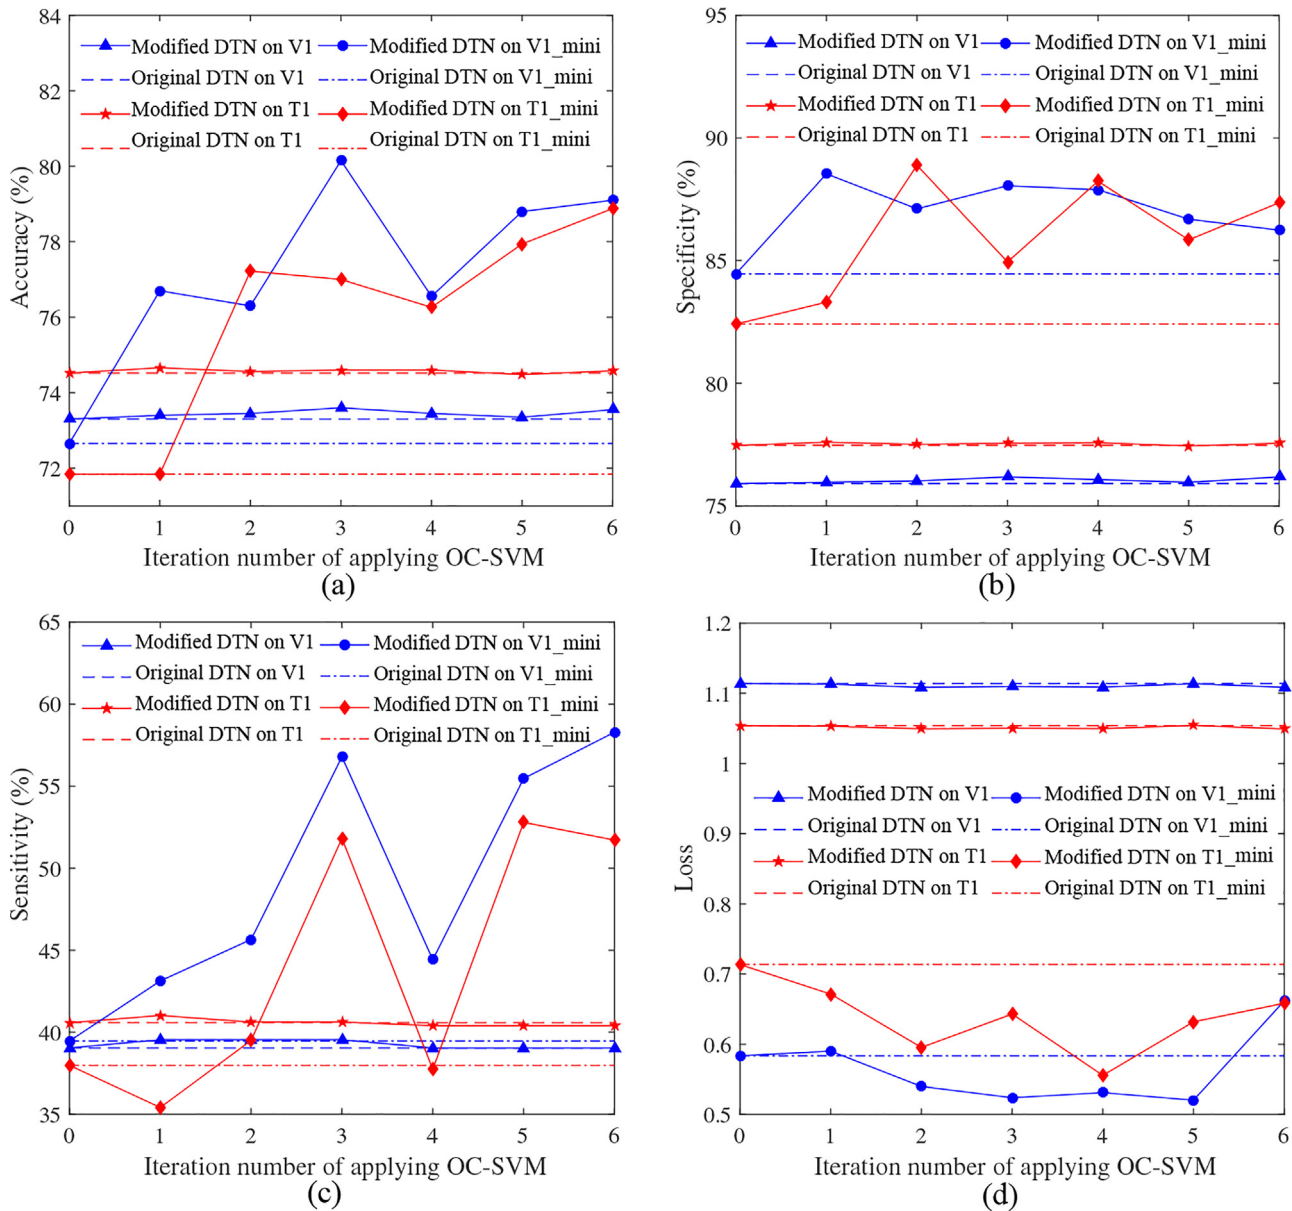 84
82
80
78
76
74
72
Accuracy (%)
Modified DTN on V1
Modified DTN on V1_mini
Original DTN on V1
Original DTN on V1_mini
Modified DTN on T1
Modified DTN on T1_mini
Original DTN on T1
Original DTN on T1_mini
0 1 2 3 4 5 6
Iteration number of applying OC-SVM
(a)
95
90
85
80
75
Specificity (%)
Modified DTN on V1
Modified DTN on V1_mini
Original DTN on V1
Original DTN on V1_mini
Modified DTN on T1
Modified DTN on T1_mini
Original DTN on T1
Original DTN on T1_mini
0 1 2 3 4 5 6
Iteration number of applying OC-SVM
(b)
65
60
55
50
45
40
35
Sensitivity (%)
Modified DTN on V1
Modified DTN on V1_mini
Original DTN on V1
Original DTN on V1_mini
Modified DTN on T1
Modified DTN on T1_mini
Original DTN on T1
Original DTN on T1_mini
0 1 2 3 4 5 6
Iteration number of applying OC-SVM
(c)
1.2
1.1
1
0.9
0.8
0.7
0.6
0.5
Loss
Modified DTN on V1
Modified DTN on V1_mini
Original DTN on V1
Original DTN on V1_mini
Modified DTN on T1
Modified DTN on T1_mini
Original DTN on T1
Original DTN on T1_mini
0 1 2 3 4 5 6
Iteration number of applying OC-SVM
(d)